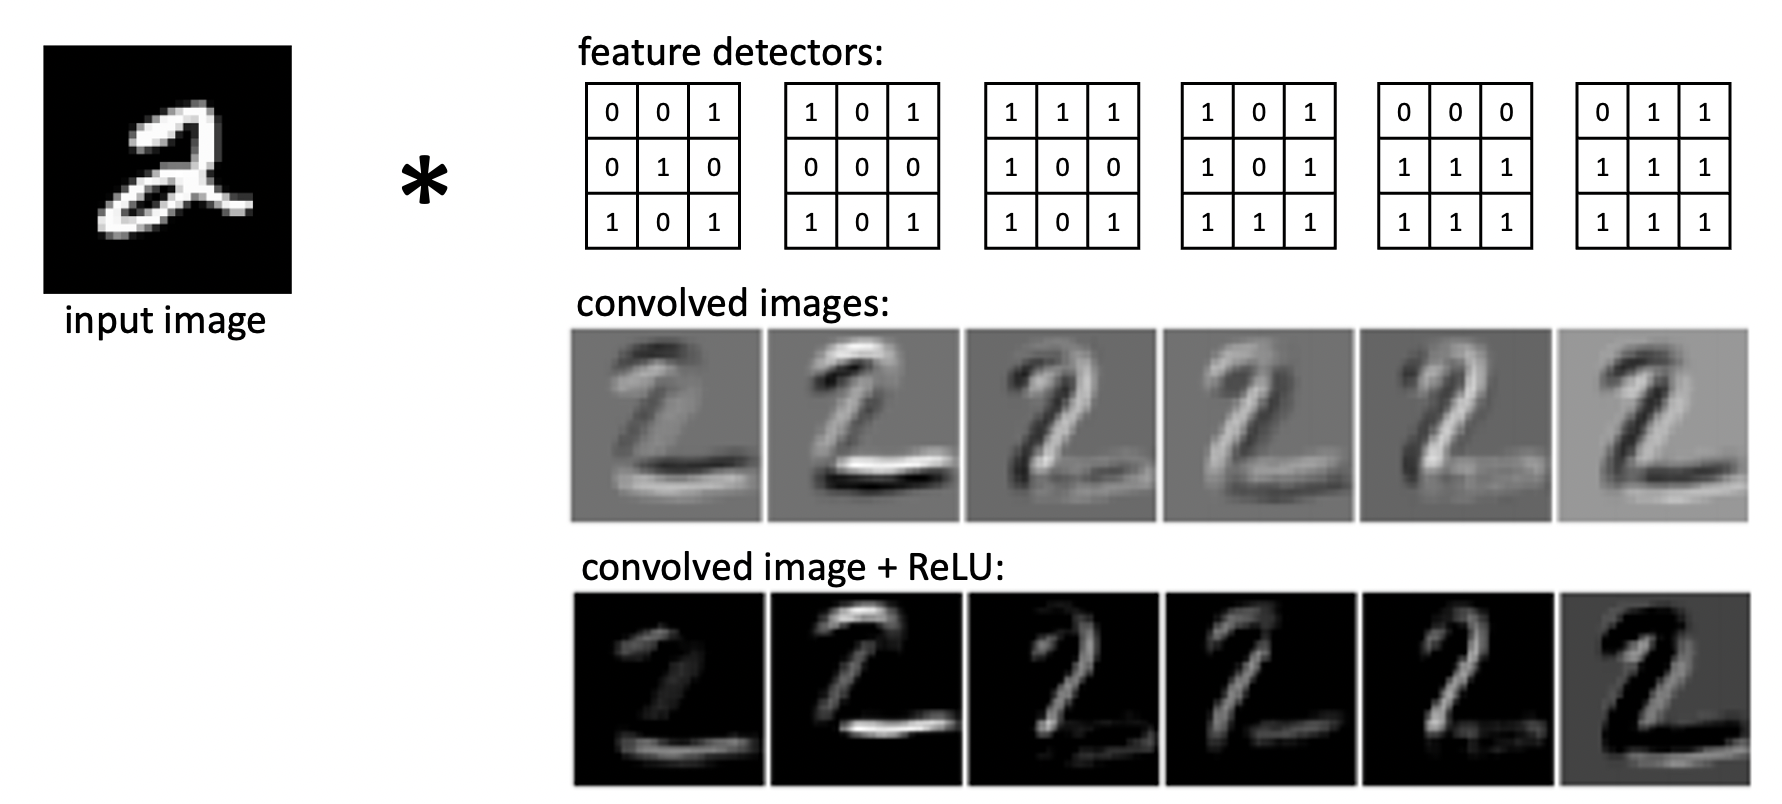 feature detectors:
0 0 1 1 0 1 1 1 1 1 0 1 0 0 0 0 1 1
0 1 0 0 0 0 1 0 0 1 0 1 1 1 1 1 1 1
1 0 1 1 0 1 1 0 1 1 1 1 1 1 1 1 1 1
*
input image
convolved images:
convolved image + ReLU: